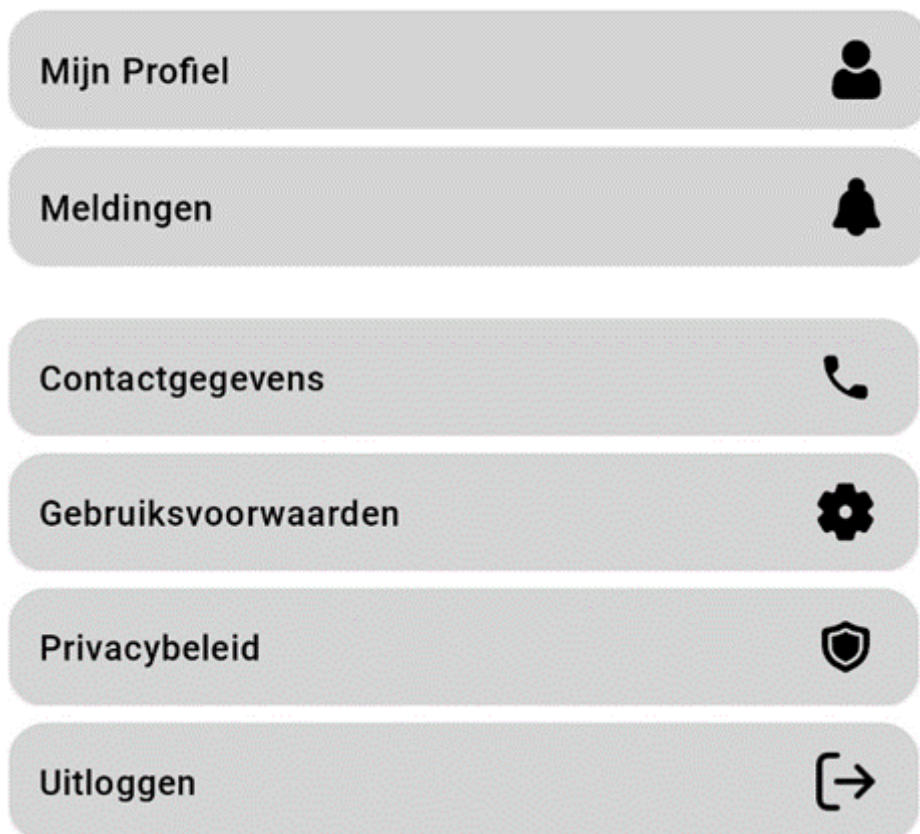 Mijn Profiel
Meldingen
Contactgegevens
Gebruiksvoorwaarden
Privacybeleid
Uitloggen